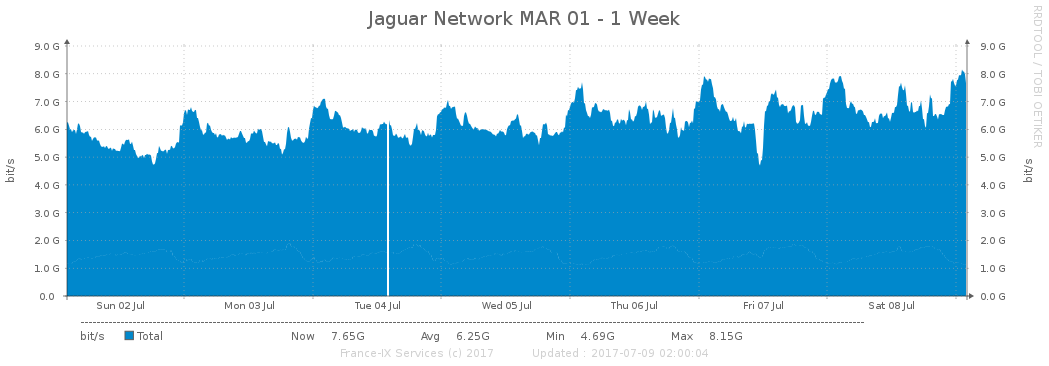 Jaguar Network MAR 01 - 1 Week
RRDTOOL / TOBI OETIKER
9.0 G 9.0 G
8.0 G 8.0 G
7.0 G 7.0 G
6.0 G 6.0 G
5.0 G 5.0 G
4.0 G 4.0 G
3.0 G 3.0 G
2.0 G 2.0 G
1.0 G 1.0 G
0.0 0.0 G
bit/s bit/s
Sun 02 Jul Mon 03 Jul Tue 04 Jul Wed 05 Jul Thu 06 Jul Fri 07 Jul Sat 08 Jul
bit/s Total Now 7.65G Avg 6.25G Min 4.69G Max 8.15G
France-IX Services (c) 2017 Updated : 2017-07-09 02:00:04